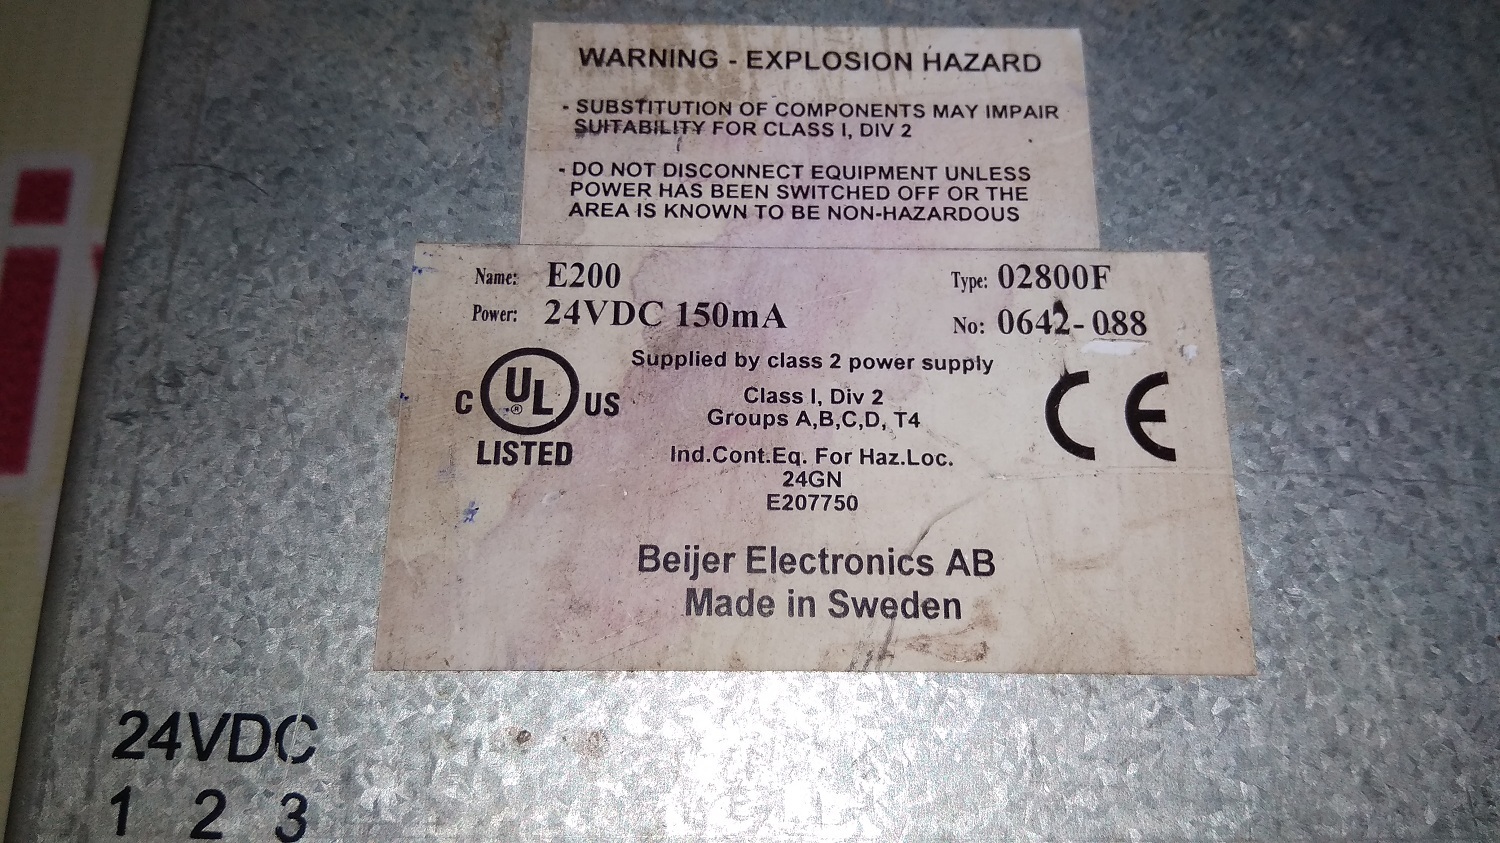 WARNING - EXPLOSION HAZARD
- SUBSTITUTION OF COMPONENTS MAY IMPAIR
SUITABILITY FOR CLASS I, DIV 2
- DO NOT DISCONNECT EQUIPMENT UNLESS
POWER HAS BEEN SWITCHED OFF OR THE
AREA IS KNOWN TO BE NON-HAZARDOUS
Name: E200 Type: 02800F
Power: 24VDC 150mA No: 0642-088
Supplied by class 2 power supply
C UL ® US
LISTED
Class I, Div 2
Groups A,B,C,D, T4
Ind.Cont.Eq. For Haz.Loc.
24GN
E207750
CE
Beijer Electronics AB
Made in Sweden
24VDC
1 2 3